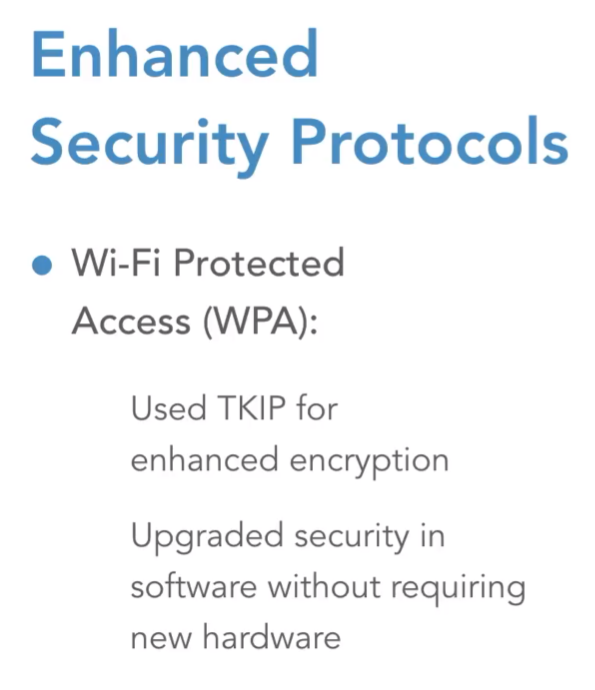 Enhanced
Security Protocols
• Wi-Fi Protected
Access (WPA):
Used TKIP for
enhanced encryption
Upgraded security in
software without requiring
new hardware